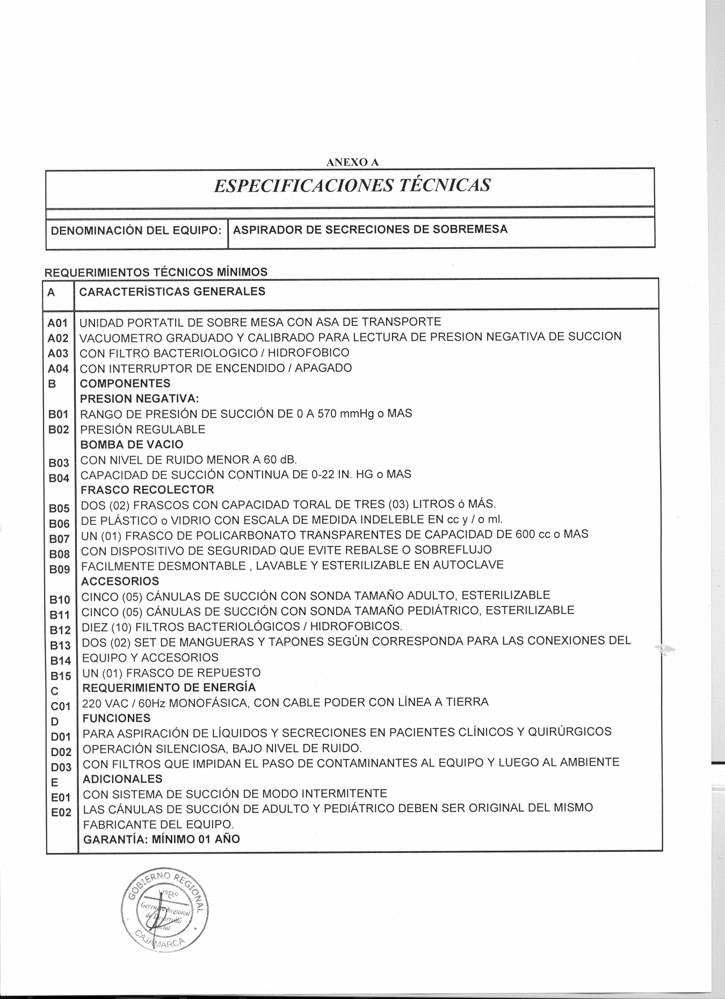 ANEXO A
ESPECIFICACIONES TÉCNICAS
DENOMINACIÓN DEL EQUIPO: ASPIRADOR DE SECRECIONES DE SOBREMESA
REQUERIMIENTOS TÉCNICOS MÍNIMOS
A CARACTERÍSTICAS GENERALES
A01 UNIDAD PORTATIL DE SOBRE MESA CON ASA DE TRANSPORTE
A02 VACUOMETRO GRADUADO Y CALIBRADO PARA LECTURA DE PRESION NEGATIVA DE SUCCION
A03 CON FILTRO BACTERIOLOGICO / HIDROFOBICO
A04 CON INTERRUPTOR DE ENCENDIDO / APAGADO
B COMPONENTES
PRESION NEGATIVA:
B01 RANGO DE PRESIÓN DE SUCCIÓN DE 0 A 570 mmHg o MAS
B02 PRESIÓN REGULABLE
BOMBA DE VACIO
B03 CON NIVEL DE RUIDO MENOR A 60 dB.
B04 CAPACIDAD DE SUCCIÓN CONTINUA DE 0-22 IN. HG o MAS
FRASCO RECOLECTOR
B05 DOS (02) FRASCOS CON CAPACIDAD TORAL DE TRES (03) LITROS ó MÁS.
B06 DE PLÁSTICO o VIDRIO CON ESCALA DE MEDIDA INDELEBLE EN cc y / o ml.
B07 UN (01) FRASCO DE POLICARBONATO TRANSPARENTES DE CAPACIDAD DE 600 cc o MAS
B08 CON DISPOSITIVO DE SEGURIDAD QUE EVITE REBALSE O SOBREFLUJO
B09 FACILMENTE DESMONTABLE , LAVABLE Y ESTERILIZABLE EN AUTOCLAVE
ACCESORIOS
B10 CINCO (05) CÁNULAS DE SUCCIÓN CON SONDA TAMAÑO ADULTO, ESTERILIZABLE
B11 CINCO (05) CÁNULAS DE SUCCIÓN CON SONDA TAMAÑO PEDIÁTRICO, ESTERILIZABLE
B12 DIEZ (10) FILTROS BACTERIOLÓGICOS / HIDROFOBICOS.
B13 DOS (02) SET DE MANGUERAS Y TAPONES SEGÚN CORRESPONDA PARA LAS CONEXIONES DEL
B14 EQUIPO Y ACCESORIOS
B15 UN (01) FRASCO DE REPUESTO
C REQUERIMIENTO DE ENERGÍA
C01 220 VAC / 60Hz MONOFÁSICA, CON CABLE PODER CON LÍNEA A TIERRA
D FUNCIONES
D01 PARA ASPIRACIÓN DE LÍQUIDOS Y SECRECIONES EN PACIENTES CLÍNICOS Y QUIRÚRGICOS
D02 OPERACIÓN SILENCIOSA, BAJO NIVEL DE RUIDO.
D03 CON FILTROS QUE IMPIDAN EL PASO DE CONTAMINANTES AL EQUIPO Y LUEGO AL AMBIENTE
E ADICIONALES
E01 CON SISTEMA DE SUCCIÓN DE MODO INTERMITENTE
E02 LAS CÁNULAS DE SUCCIÓN DE ADULTO Y PEDIÁTRICO DEBEN SER ORIGINAL DEL MISMO
FABRICANTE DEL EQUIPO.
GARANTÍA: MÍNIMO 01 AÑO
GOBIERNO REGIONAL
VºBº
Gerencia Regional
de Desarrollo
Social
CAJAMARCA